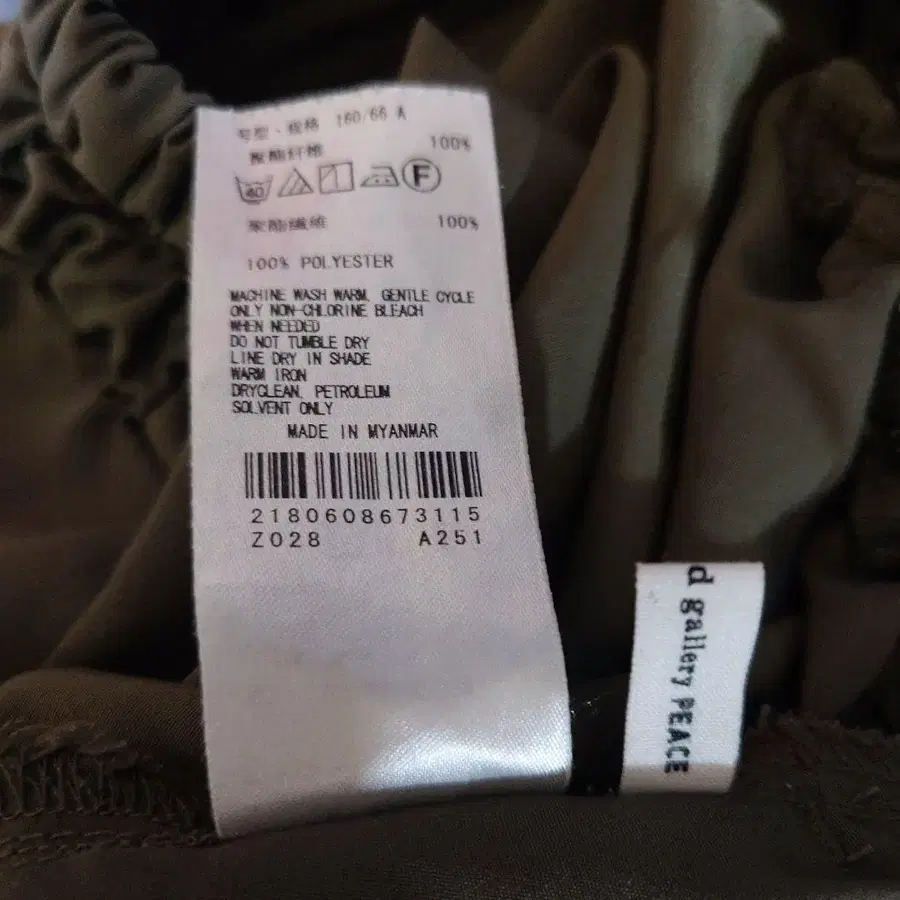 号型·规格 160/66 A
聚酯纤维 100%
40 F
聚酯纖維 100%
100% POLYESTER
MACHINE WASH WARM, GENTLE CYCLE
ONLY NON-CHLORINE BLEACH
WHEN NEEDED
DO NOT TUMBLE DRY
LINE DRY IN SHADE
WARM IRON
DRYCLEAN, PETROLEUM
SOLVENT ONLY
MADE IN MYANMAR
2180608673115
Z028 A251
d gallery PEACE